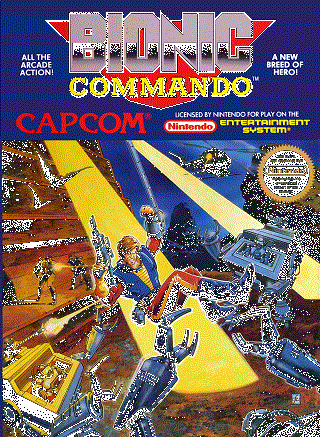 BIONIC
COMMANDO™
ALL THE
ARCADE
ACTION!
A NEW
BREED OF
HERO!
CAPCOM®
LICENSED BY NINTENDO FOR PLAY ON THE
Nintendo
ENTERTAINMENT
SYSTEM®